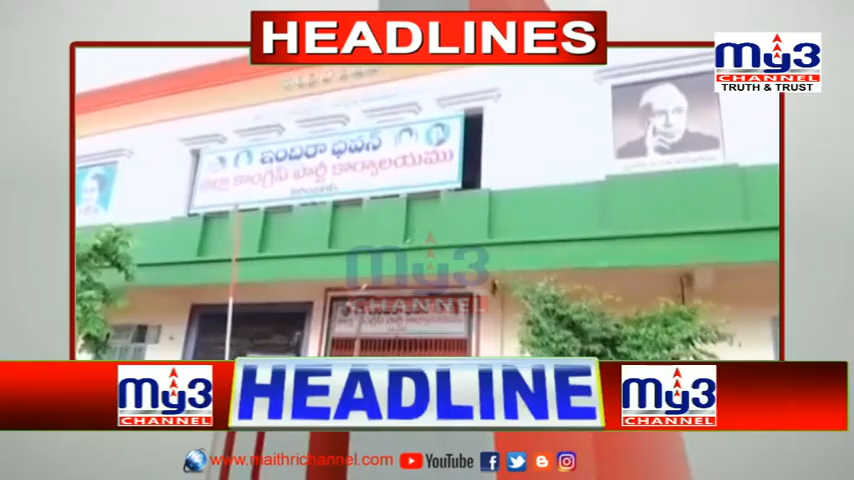 HEADLINES
my3
CHANNEL
TRUTH & TRUST
ఇందిరా భవన్
జిల్లా కాంగ్రెస్ పార్టీ కార్యాలయము
my3
CHANNEL
my3
CHANNEL
HEADLINE
my3
CHANNEL
www.maithrichannel.com
YouTube